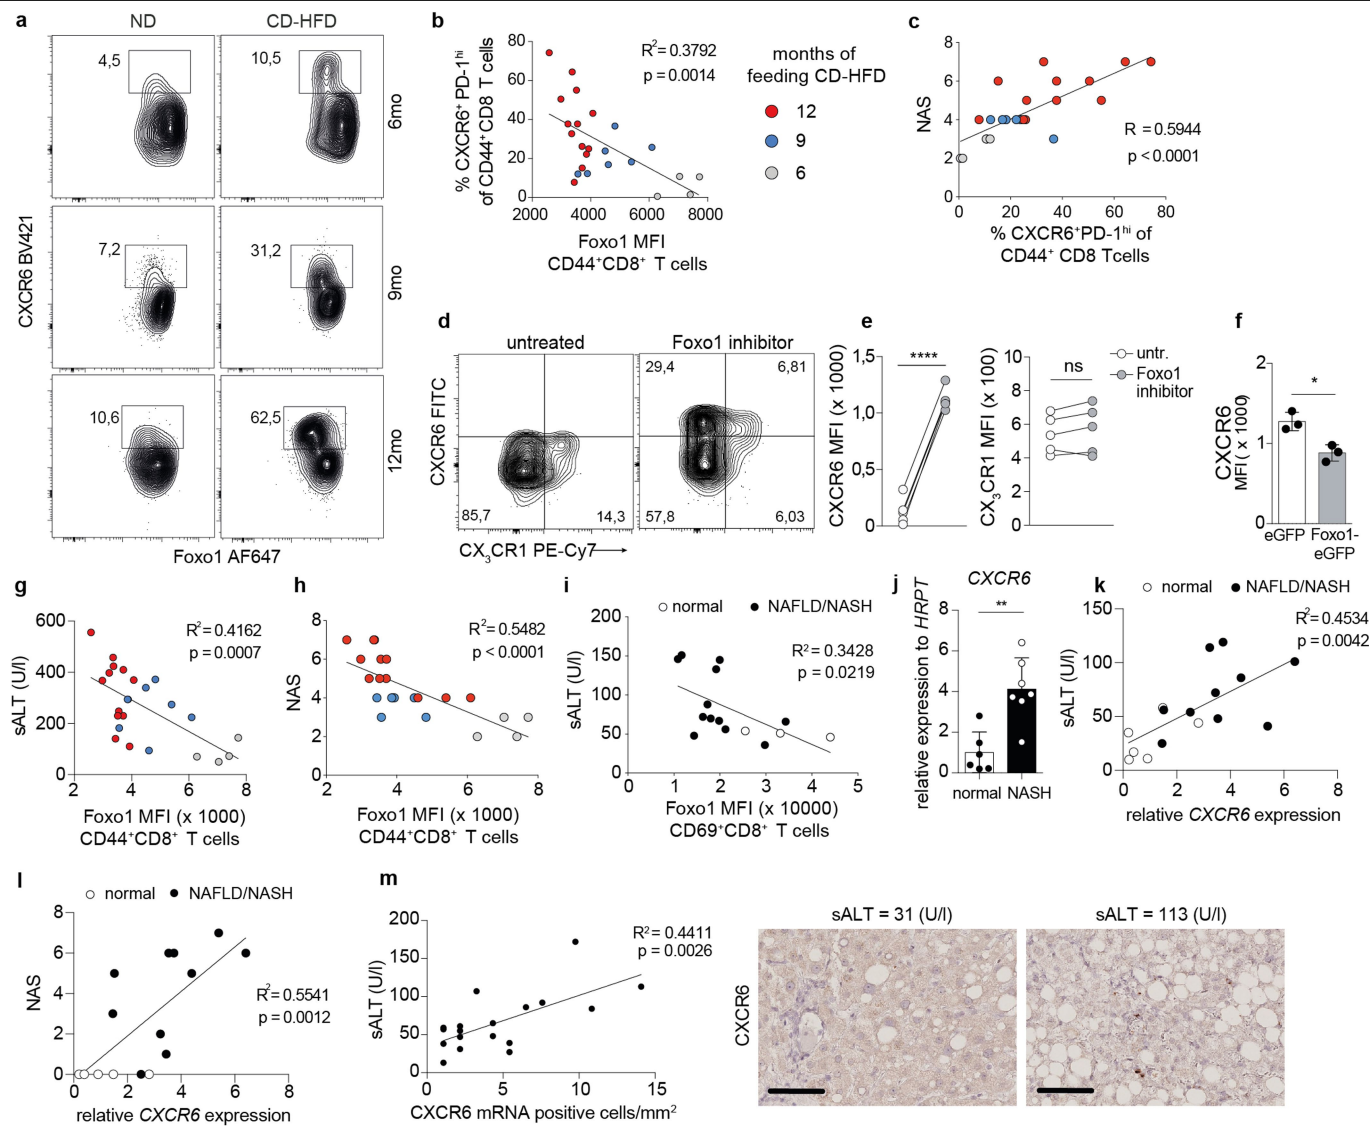 a
ND
CD-HFD
4,5
10,5
6mo
7,2
31,2
9mo
10,6
62,5
12mo
CXCR6 BV421
Foxo1 AF647
b
80
60
40
20
0
2000
4000
6000
8000
R²=0.3792
p=0.0014
% CXCR6⁺ PD-1ʰⁱ
of CD44⁺ CD8 T cells
Foxo1 MFI
CD44⁺CD8⁺ T cells
months of
feeding CD-HFD
12
9
6
c
8
6
4
2
0
0
20
40
60
80
NAS
R =0.5944
p<0.0001
% CXCR6⁺PD-1ʰⁱ of
CD44⁺ CD8 Tcells
d
untreated
Foxo1 inhibitor
29,4
6,81
85,7
14,3
57,8
6,03
CXCR6 FITC
CX₃CR1 PE-Cy7
e
CXCR6 MFI (x 1000)
1,5
1,0
0,5
0
****
CX₃CR1 MFI (x 100)
10
8
6
4
2
0
ns
untr.
Foxo1
inhibitor
f
CXCR6
MFI( x 1000)
2
1
0
*
eGFP
Foxo1-
eGFP
g
600
400
200
0
2
4
6
8
sALT (U/l)
R²=0.4162
p=0.0007
Foxo1 MFI (x 1000)
CD44⁺CD8⁺ T cells
h
8
6
4
2
0
2
4
6
8
NAS
R²=0.5482
p<0.0001
Foxo1 MFI (x 1000)
CD44⁺CD8⁺ T cells
i
normal
NAFLD/NASH
200
150
100
50
0
0
1
2
3
4
5
sALT (U/l)
R²=0.3428
p=0.0219
Foxo1 MFI (x 10000)
CD69⁺CD8⁺ T cells
j
CXCR6
**
relative expression to HRPT
8
6
4
2
0
normal
NASH
k
normal
NAFLD/NASH
150
100
50
0
0
2
4
6
8
sALT (U/l)
R²=0.4534
p=0.0042
relative CXCR6 expression
l
normal
NAFLD/NASH
8
6
4
2
0
0
2
4
6
8
NAS
R²=0.5541
p=0.0012
relative CXCR6 expression
m
200
150
100
50
0
0
5
10
15
sALT (U/l)
R²=0.4411
p=0.0026
CXCR6 mRNA positive cells/mm²
sALT = 31 (U/l)
sALT = 113 (U/l)
CXCR6